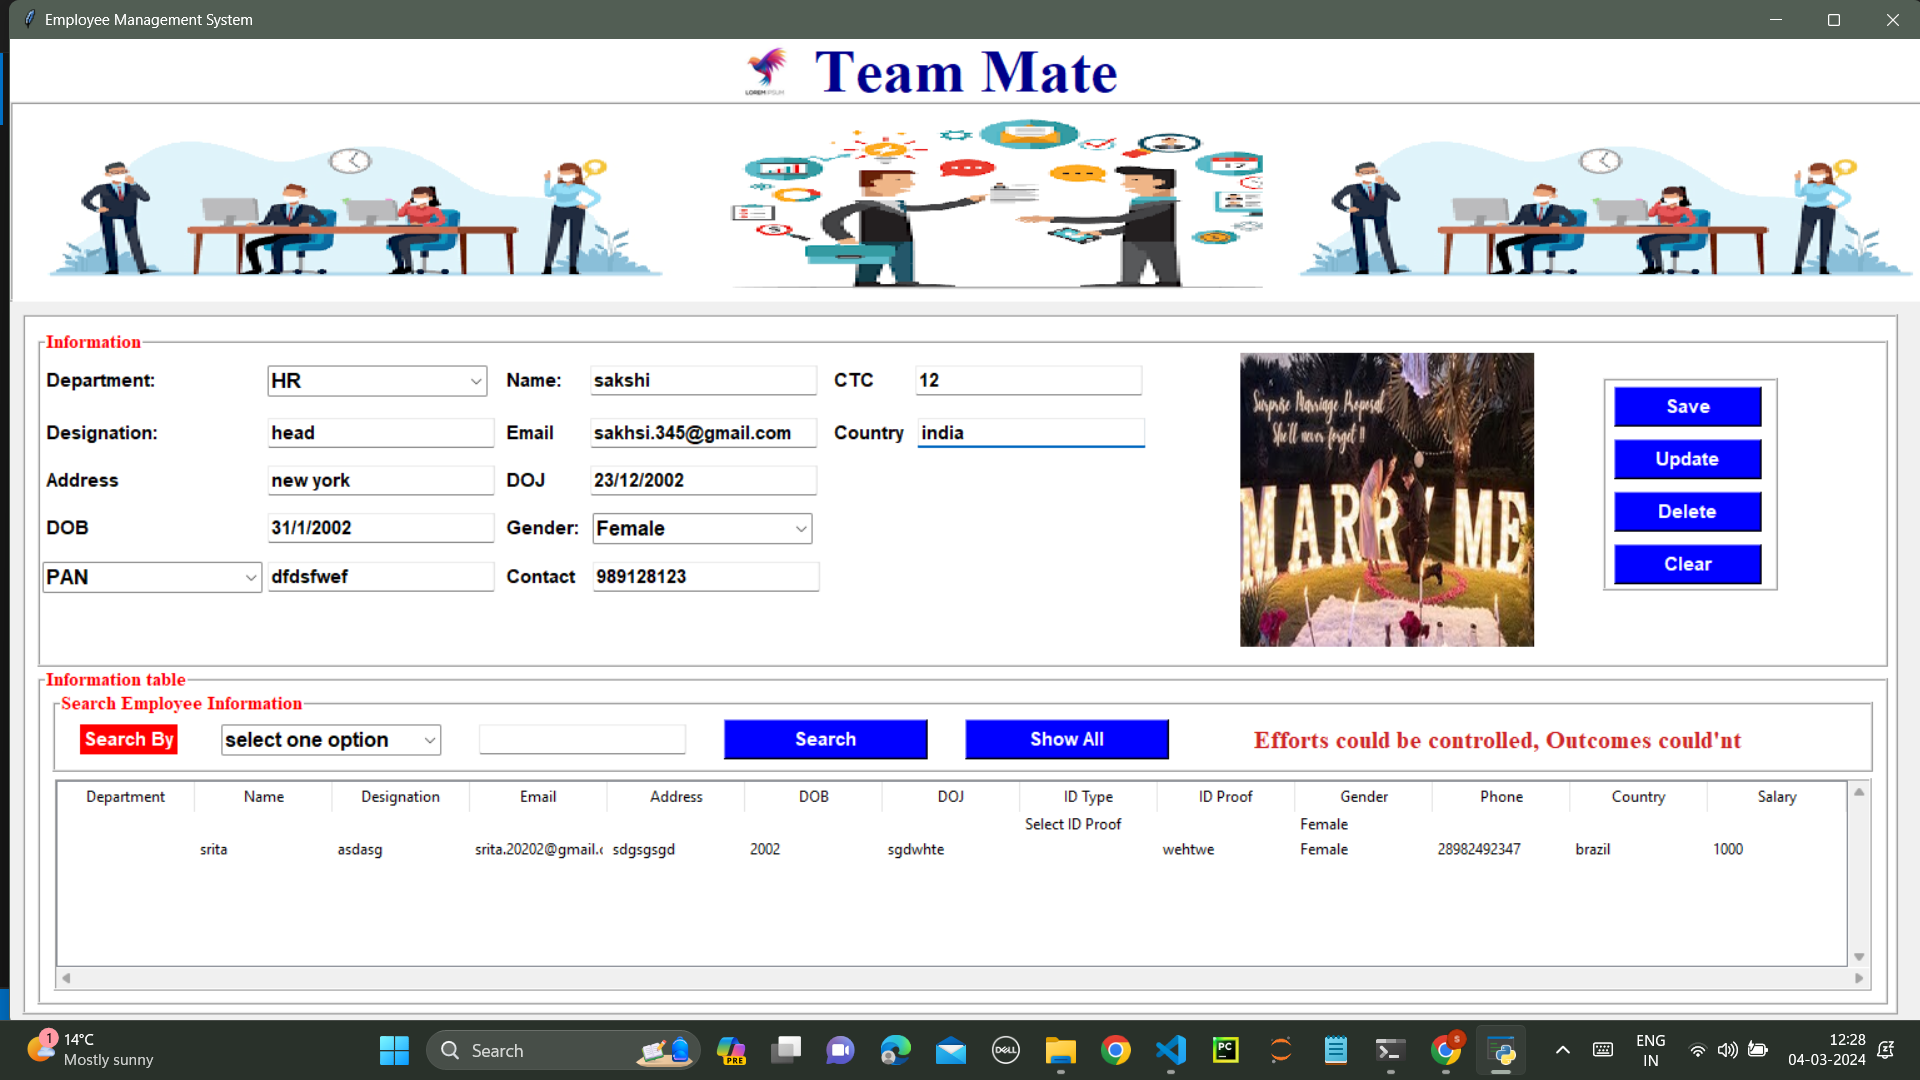 Employee Management System
LOREM IPSUM
Team Mate
Information
Department: HR Name: sakshi CTC 12
Designation: head Email sakhsi.345@gmail.com Country india
Address new york DOJ 23/12/2002
DOB 31/1/2002 Gender: Female
PAN dfdsfwef Contact 989128123
Surprise Marriage Proposal
She'll never forget !!
MARRY ME
Save
Update
Delete
Clear
Information table
Search Employee Information
Search By select one option Search Show All Efforts could be controlled, Outcomes could'nt
Department Name Designation Email Address DOB DOJ ID Type ID Proof Gender Phone Country Salary
Select ID Proof Female
srita asdasg srita.20202@gmail.c sdgsgsgd 2002 sgdwhte wehtwe Female 28982492347 brazil 1000
1 14°C
Mostly sunny
Search
PRE
DELL
PC
S
ENG
IN
12:28
04-03-2024